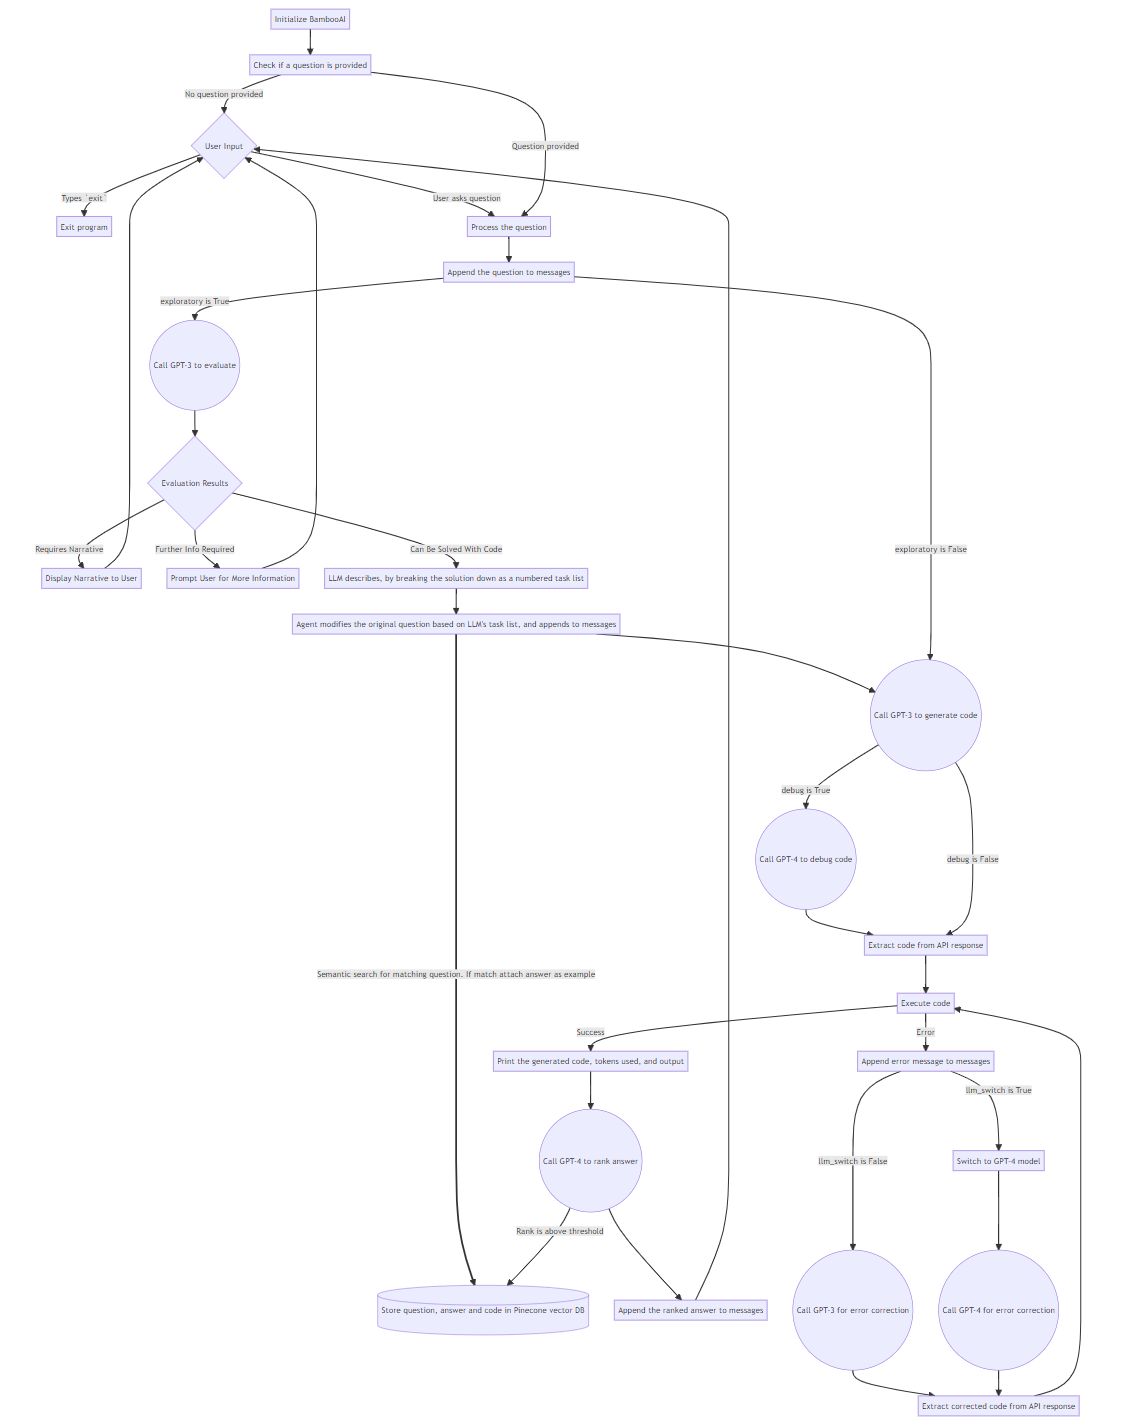 Initialize BambooAI
Check if a question is provided
No question provided
Question provided
User Input
Types `exit`
User asks question
Exit program
Process the question
Append the question to messages
exploratory is True
Call GPT-3 to evaluate
Evaluation Results
Requires Narrative
Further Info Required
Can Be Solved With Code
exploratory is False
Display Narrative to User
Prompt User for More Information
LLM describes, by breaking the solution down as a numbered task list
Agent modifies the original question based on LLM's task list, and appends to messages
Call GPT-3 to generate code
debug is True
Call GPT-4 to debug code
debug is False
Extract code from API response
Semantic search for matching question. If match attach answer as example
Execute code
Success
Error
Print the generated code, tokens used, and output
Append error message to messages
llm_switch is True
Call GPT-4 to rank answer
llm_switch is False
Switch to GPT-4 model
Rank is above threshold
Store question, answer and code in Pinecone vector DB
Append the ranked answer to messages
Call GPT-3 for error correction
Call GPT-4 for error correction
Extract corrected code from API response